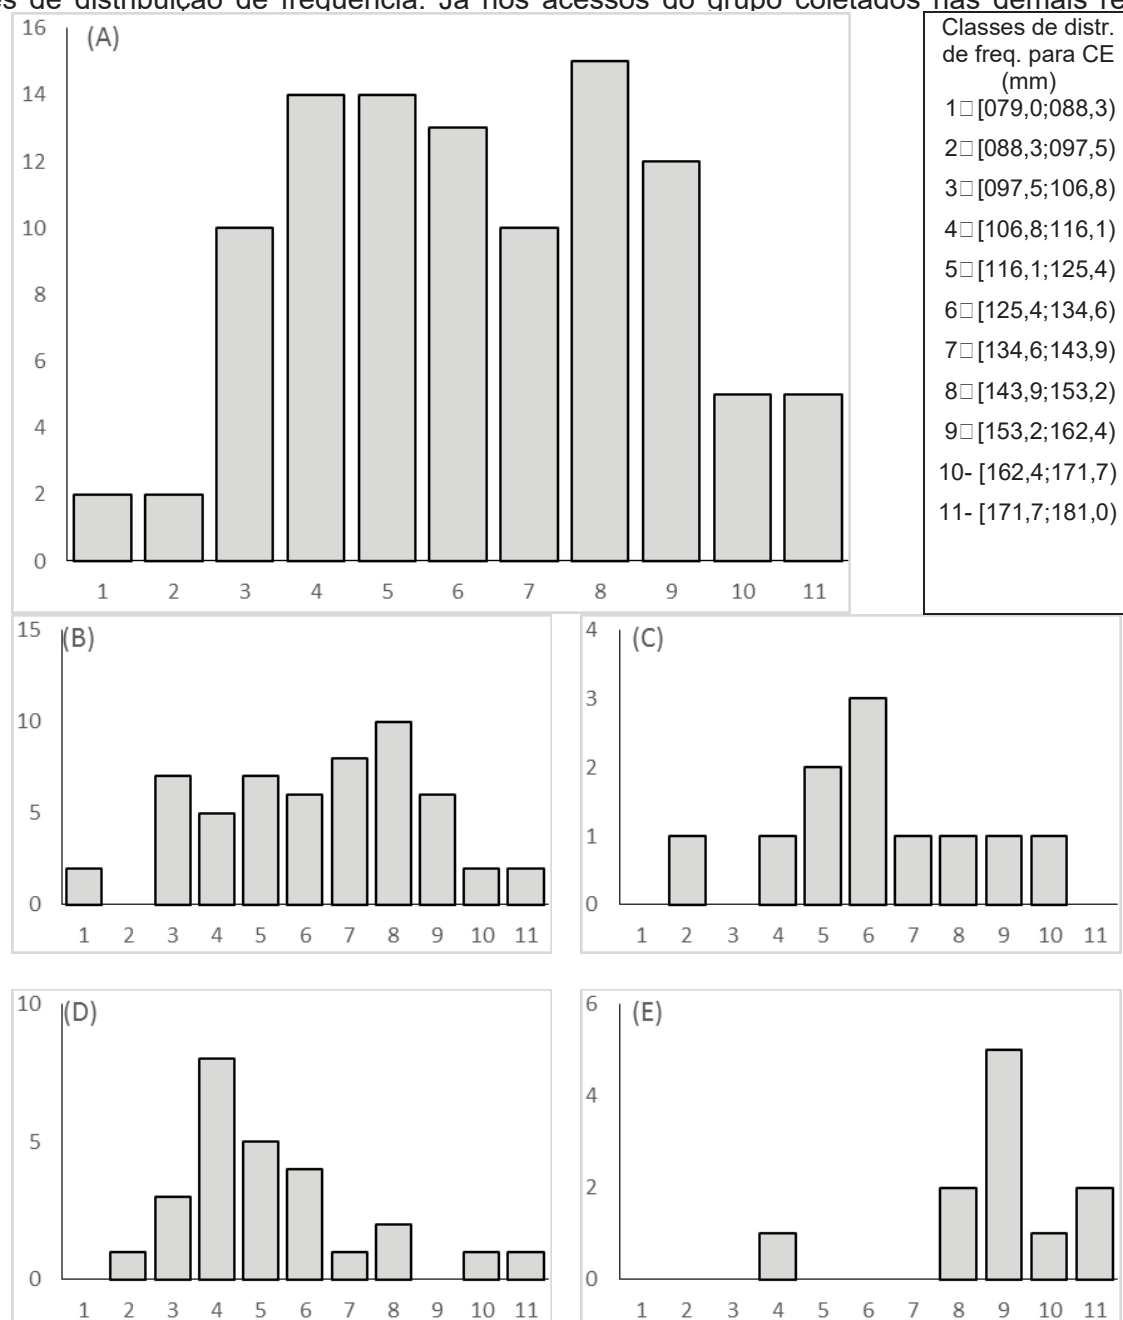 es de distribuição de frequência. Já nos acessos do grupo coletados nas demais re
(A)
16
14
12
10
8
6
4
2
0
1 2 3 4 5 6 7 8 9 10 11
Classes de distr.
de freq. para CE
(mm)
1□ [079,0;088,3)
2□ [088,3;097,5)
3□ [097,5;106,8)
4□ [106,8;116,1)
5□ [116,1;125,4)
6□ [125,4;134,6)
7□ [134,6;143,9)
8□ [143,9;153,2)
9□ [153,2;162,4)
10- [162,4;171,7)
11- [171,7;181,0)
(B)
15
10
5
0
1 2 3 4 5 6 7 8 9 10 11
(C)
4
3
2
1
0
1 2 3 4 5 6 7 8 9 10 11
(D)
10
5
0
1 2 3 4 5 6 7 8 9 10 11
(E)
6
4
2
0
1 2 3 4 5 6 7 8 9 10 11